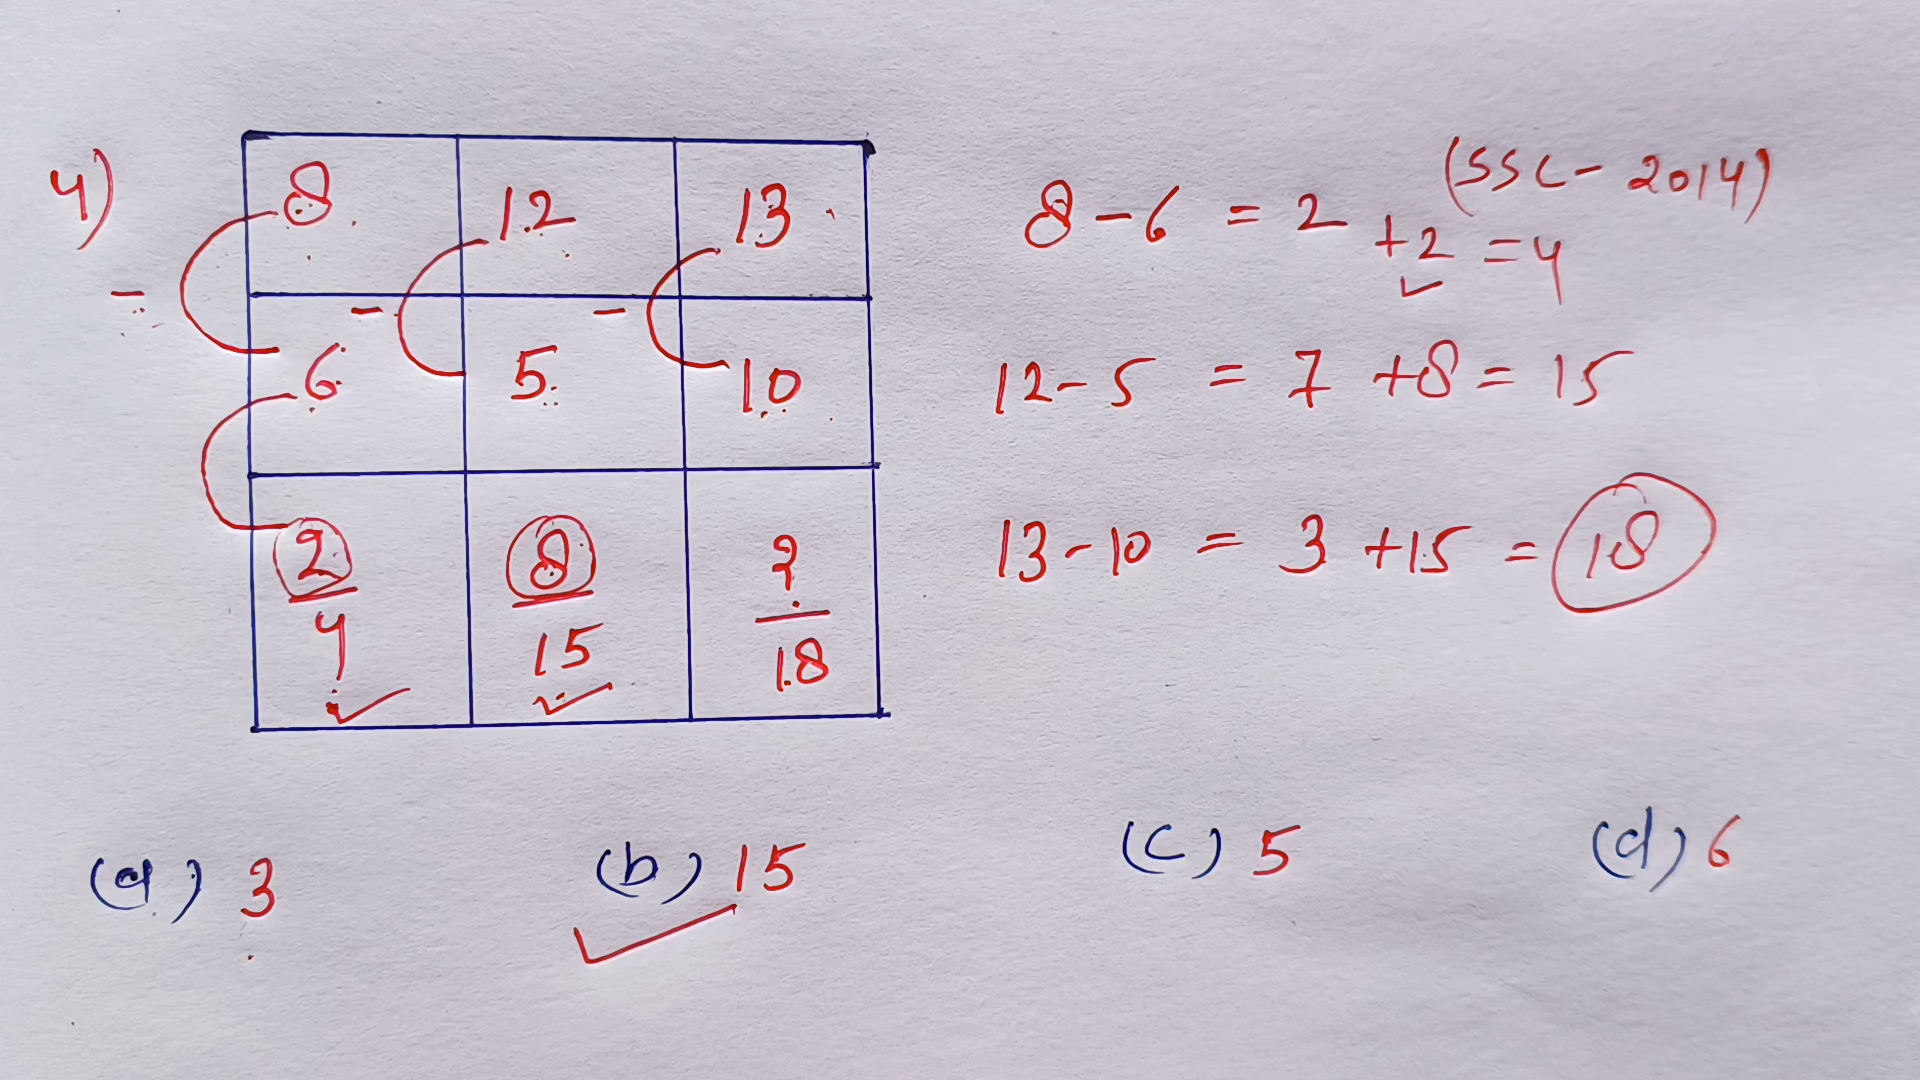 4)
(SSC- 2014)
8 12 13
6 5 10
2 8 ?
4 15 18
8-6 = 2 +2 =4
12-5 = 7 +8 = 15
13-10 = 3 +15 = 18
(a) 3 (b) 15 (c) 5 (d) 6